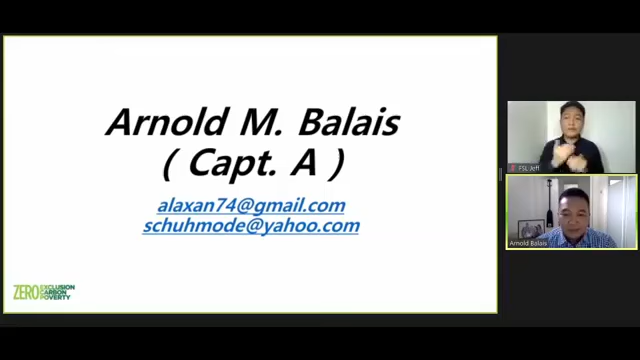 Arnold M. Balais
( Capt. A )
alaxan74@gmail.com
schuhmode@yahoo.com
ZERO EXCLUSION
CARBON
POVERTY
FSL Jeff
Arnold Balais